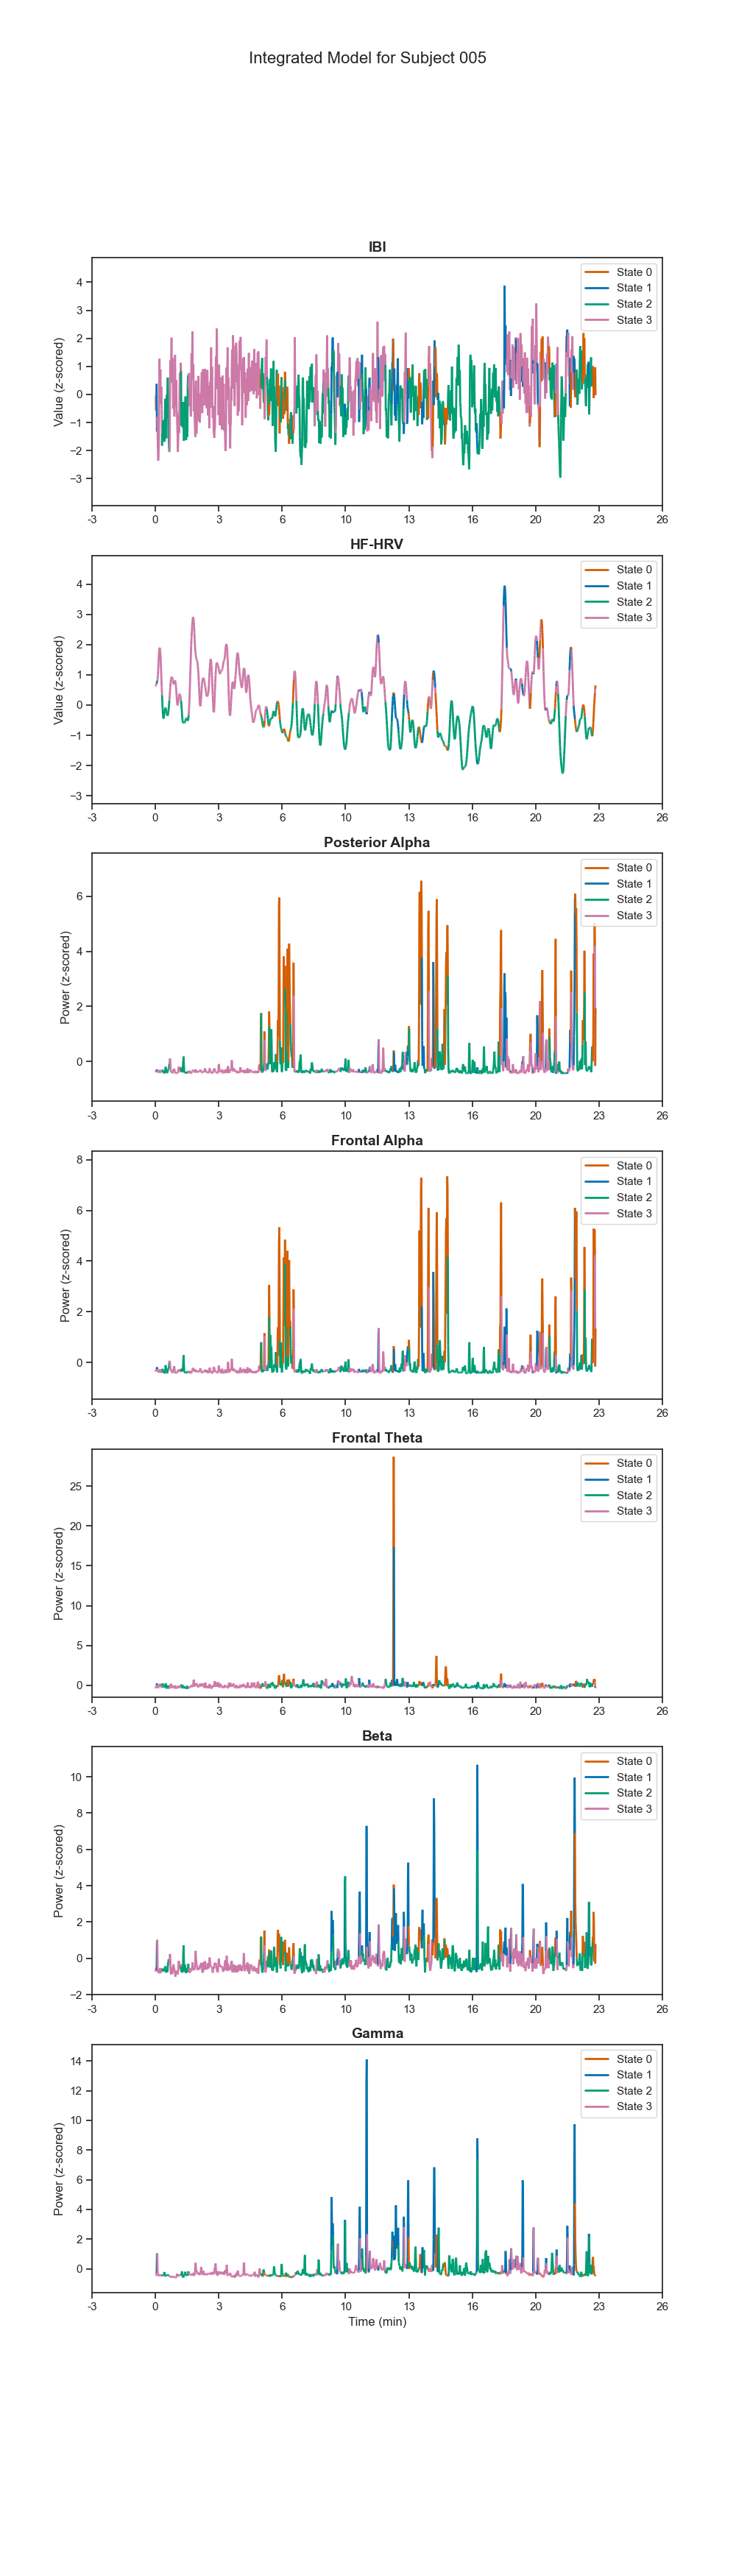 Integrated Model for Subject 005
IBI
Value (z-scored)
4
3
2
1
0
−1
−2
−3
State 0
State 1
State 2
State 3
-3 0 3 6 10 13 16 20 23 26
HF-HRV
Value (z-scored)
4
3
2
1
0
−1
−2
−3
State 0
State 1
State 2
State 3
-3 0 3 6 10 13 16 20 23 26
Posterior Alpha
Power (z-scored)
6
4
2
0
State 0
State 1
State 2
State 3
-3 0 3 6 10 13 16 20 23 26
Frontal Alpha
Power (z-scored)
8
6
4
2
0
State 0
State 1
State 2
State 3
-3 0 3 6 10 13 16 20 23 26
Frontal Theta
Power (z-scored)
25
20
15
10
5
0
State 0
State 1
State 2
State 3
-3 0 3 6 10 13 16 20 23 26
Beta
Power (z-scored)
10
8
6
4
2
0
−2
State 0
State 1
State 2
State 3
-3 0 3 6 10 13 16 20 23 26
Gamma
Power (z-scored)
14
12
10
8
6
4
2
0
State 0
State 1
State 2
State 3
-3 0 3 6 10 13 16 20 23 26
Time (min)